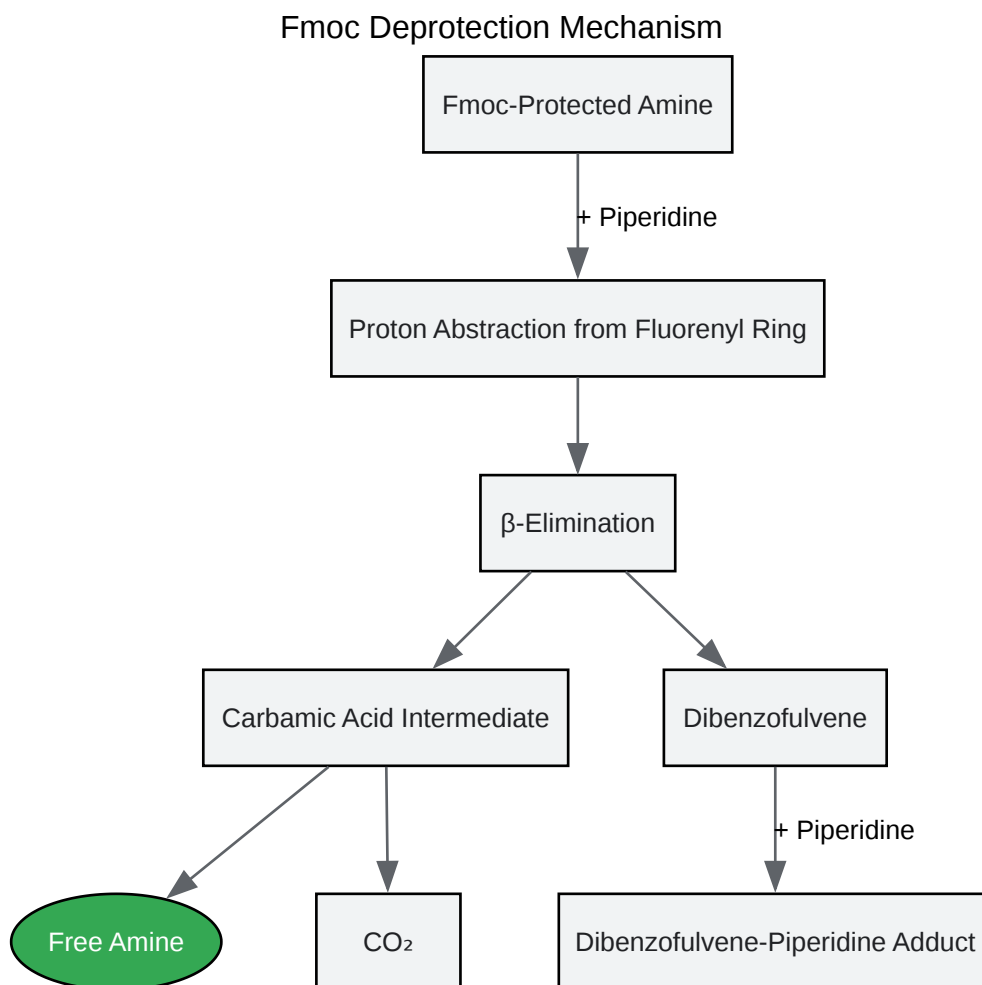 Fmoc Deprotection Mechanism
Fmoc-Protected Amine
+ Piperidine
Proton Abstraction from Fluorenyl Ring
β-Elimination
Carbamic Acid Intermediate
Dibenzofulvene
+ Piperidine
Free Amine
CO₂
Dibenzofulvene-Piperidine Adduct